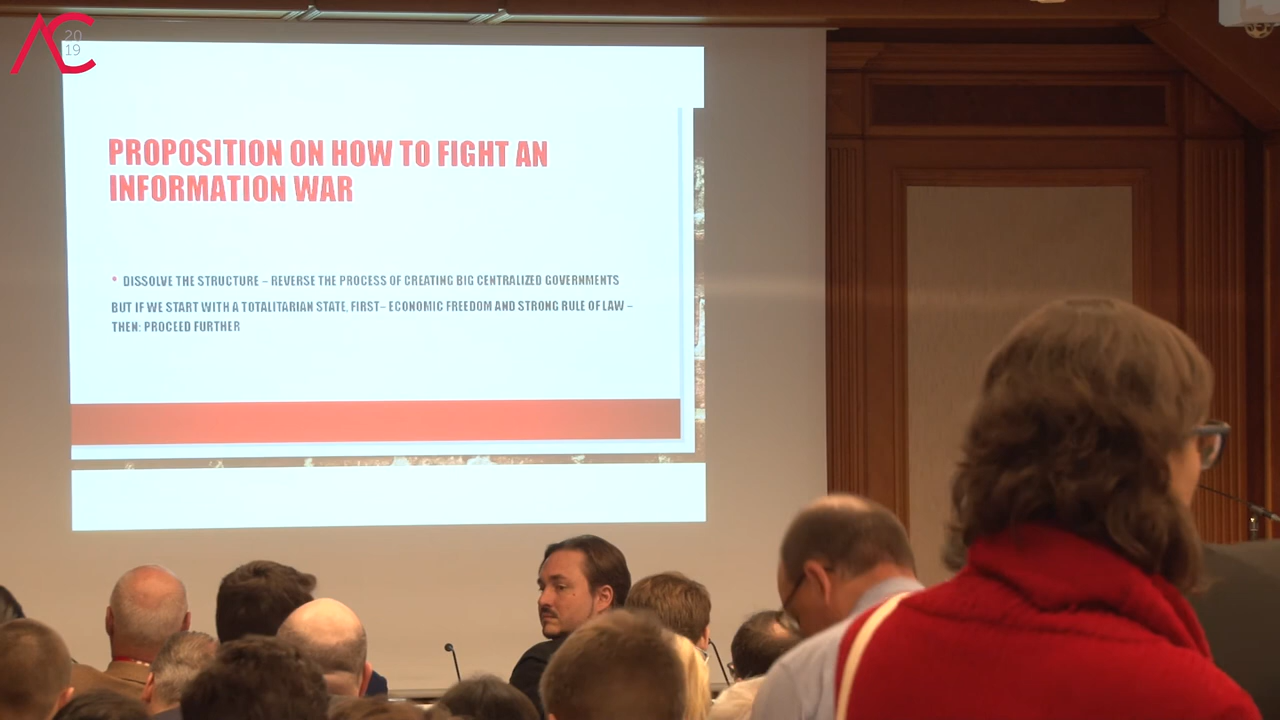 AC
20
19
PROPOSITION ON HOW TO FIGHT AN
INFORMATION WAR
• DISSOLVE THE STRUCTURE – REVERSE THE PROCESS OF CREATING BIG CENTRALIZED GOVERNMENTS
BUT IF WE START WITH A TOTALITARIAN STATE. FIRST– ECONOMIC FREEDOM AND STRONG RULE OF LAW –
THEN: PROCEED FURTHER